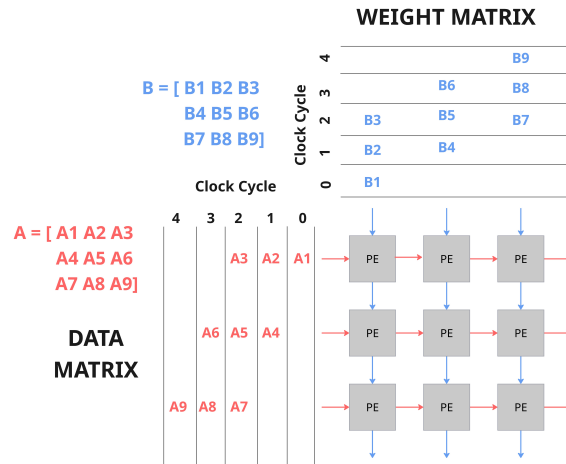 WEIGHT MATRIX
4 B9
B = [ B1 B2 B3
B4 B5 B6
B7 B8 B9]
Clock Cycle
3 B6 B8
2 B3 B5 B7
1 B2 B4
0 B1
Clock Cycle
4 3 2 1 0
A = [ A1 A2 A3
A4 A5 A6
A7 A8 A9]
A3 A2 A1 PE PE PE
DATA
MATRIX
A6 A5 A4 PE PE PE
A9 A8 A7 PE PE PE